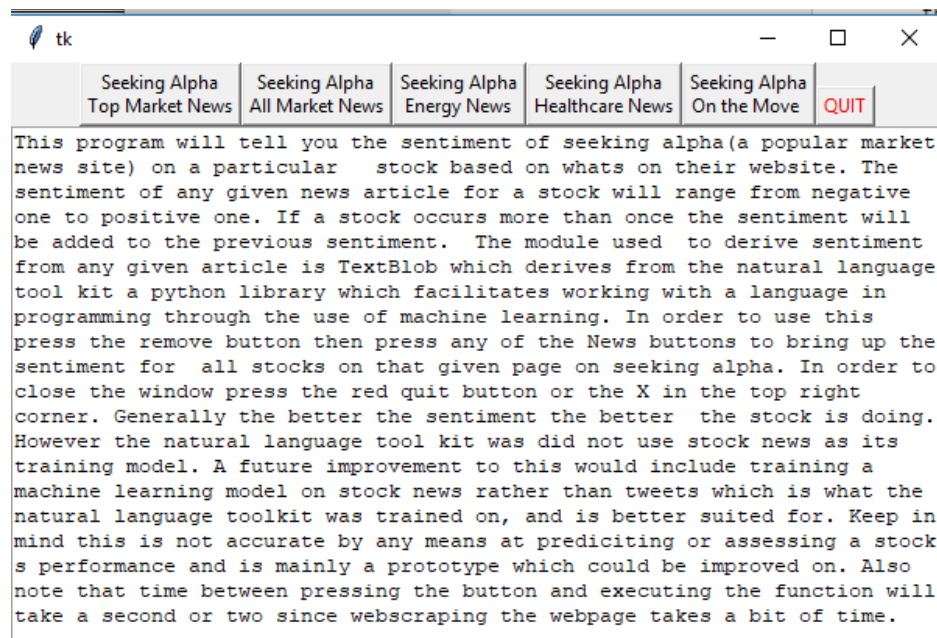 tk
Seeking Alpha Seeking Alpha Seeking Alpha Seeking Alpha Seeking Alpha
Top Market News All Market News Energy News Healthcare News On the Move QUIT
This program will tell you the sentiment of seeking alpha(a popular market
news site) on a particular   stock based on whats on their website. The
sentiment of any given news article for a stock will range from negative
one to positive one. If a stock occurs more than once the sentiment will
be added to the previous sentiment.  The module used  to derive sentiment
from any given article is TextBlob which derives from the natural language
tool kit a python library which facilitates working with a language in
programming through the use of machine learning. In order to use this
press the remove button then press any of the News buttons to bring up the
sentiment for  all stocks on that given page on seeking alpha. In order to
close the window press the red quit button or the X in the top right
corner. Generally the better the sentiment the better  the stock is doing.
However the natural language tool kit was did not use stock news as its
training model. A future improvement to this would include training a
machine learning model on stock news rather than tweets which is what the
natural language toolkit was trained on, and is better suited for. Keep in
mind this is not accurate by any means at prediciting or assessing a stock
s performance and is mainly a prototype which could be improved on. Also
note that time between pressing the button and executing the function will
take a second or two since webscraping the webpage takes a bit of time.